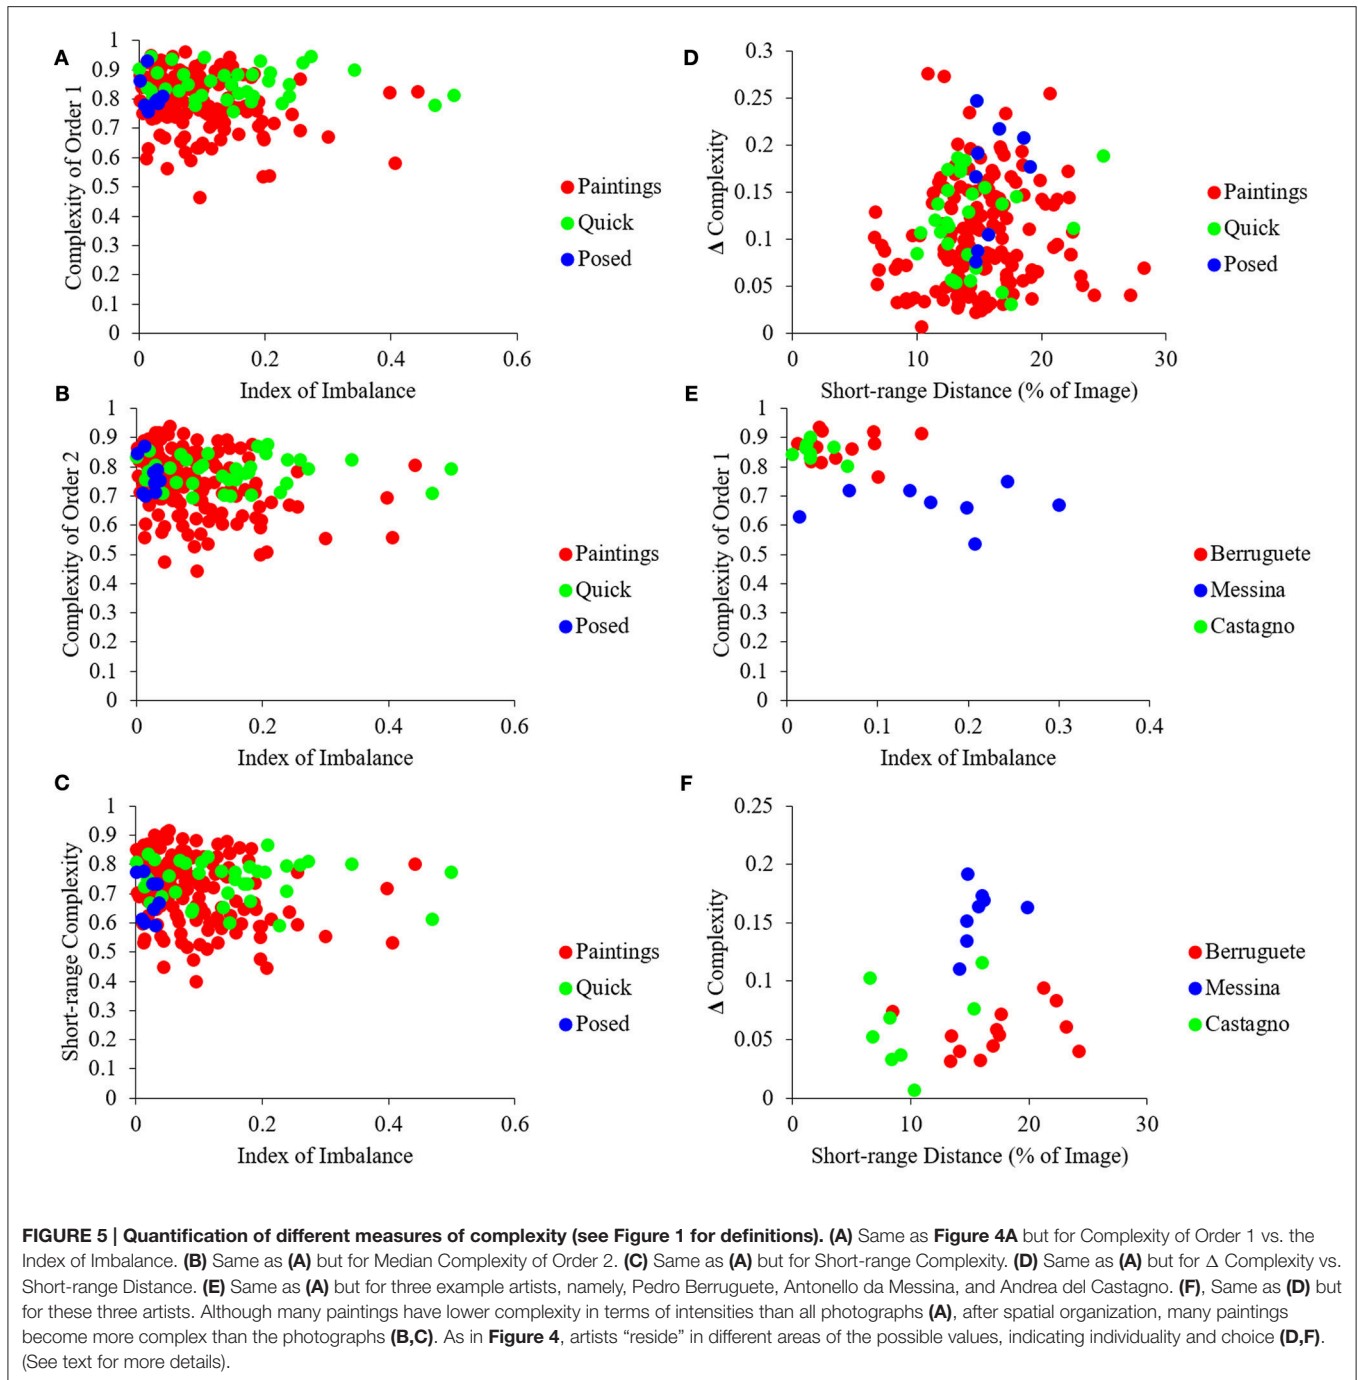 A
1
0.9
0.8
0.7
0.6
0.5
0.4
0.3
0.2
0.1
0
Complexity of Order 1
0
0.2
0.4
0.6
Index of Imbalance
Paintings
Quick
Posed
B
1
0.9
0.8
0.7
0.6
0.5
0.4
0.3
0.2
0.1
0
Complexity of Order 2
0
0.2
0.4
0.6
Index of Imbalance
Paintings
Quick
Posed
C
1
0.9
0.8
0.7
0.6
0.5
0.4
0.3
0.2
0.1
0
Short-range Complexity
0
0.2
0.4
0.6
Index of Imbalance
Paintings
Quick
Posed
D
0.3
0.25
0.2
0.15
0.1
0.05
0
Δ Complexity
0
10
20
30
Short-range Distance (% of Image)
Paintings
Quick
Posed
E
1
0.9
0.8
0.7
0.6
0.5
0.4
0.3
0.2
0.1
0
Complexity of Order 1
0
0.1
0.2
0.3
0.4
Index of Imbalance
Berruguete
Messina
Castagno
F
0.25
0.2
0.15
0.1
0.05
0
Δ Complexity
0
10
20
30
Short-range Distance (% of Image)
Berruguete
Messina
Castagno
FIGURE 5 | Quantification of different measures of complexity (see Figure 1 for definitions). (A) Same as Figure 4A but for Complexity of Order 1 vs. the
Index of Imbalance. (B) Same as (A) but for Median Complexity of Order 2. (C) Same as (A) but for Short-range Complexity. (D) Same as (A) but for Δ Complexity vs.
Short-range Distance. (E) Same as (A) but for three example artists, namely, Pedro Berruguete, Antonello da Messina, and Andrea del Castagno. (F), Same as (D) but
for these three artists. Although many paintings have lower complexity in terms of intensities than all photographs (A), after spatial organization, many paintings
become more complex than the photographs (B,C). As in Figure 4, artists “reside” in different areas of the possible values, indicating individuality and choice (D,F).
(See text for more details).